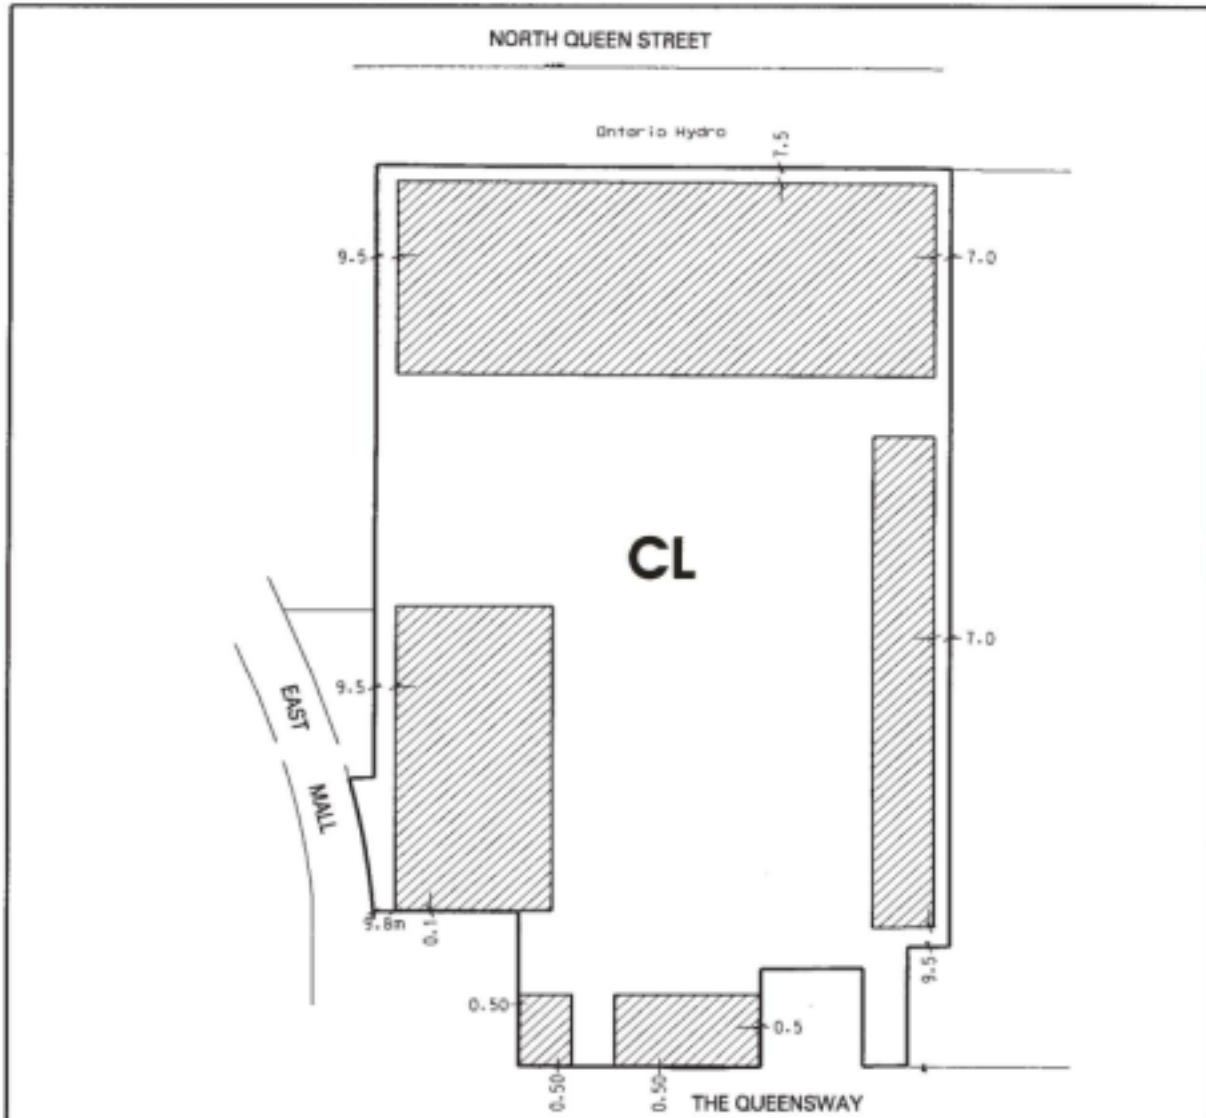 NORTH QUEEN STREET
Ontario Hydro
7.5
9.5
7.0
CL
7.0
9.5
EAST
MALL
9.8m
0.1
9.5
0.50
0.5
0.50
0.50
THE QUEENSWAY